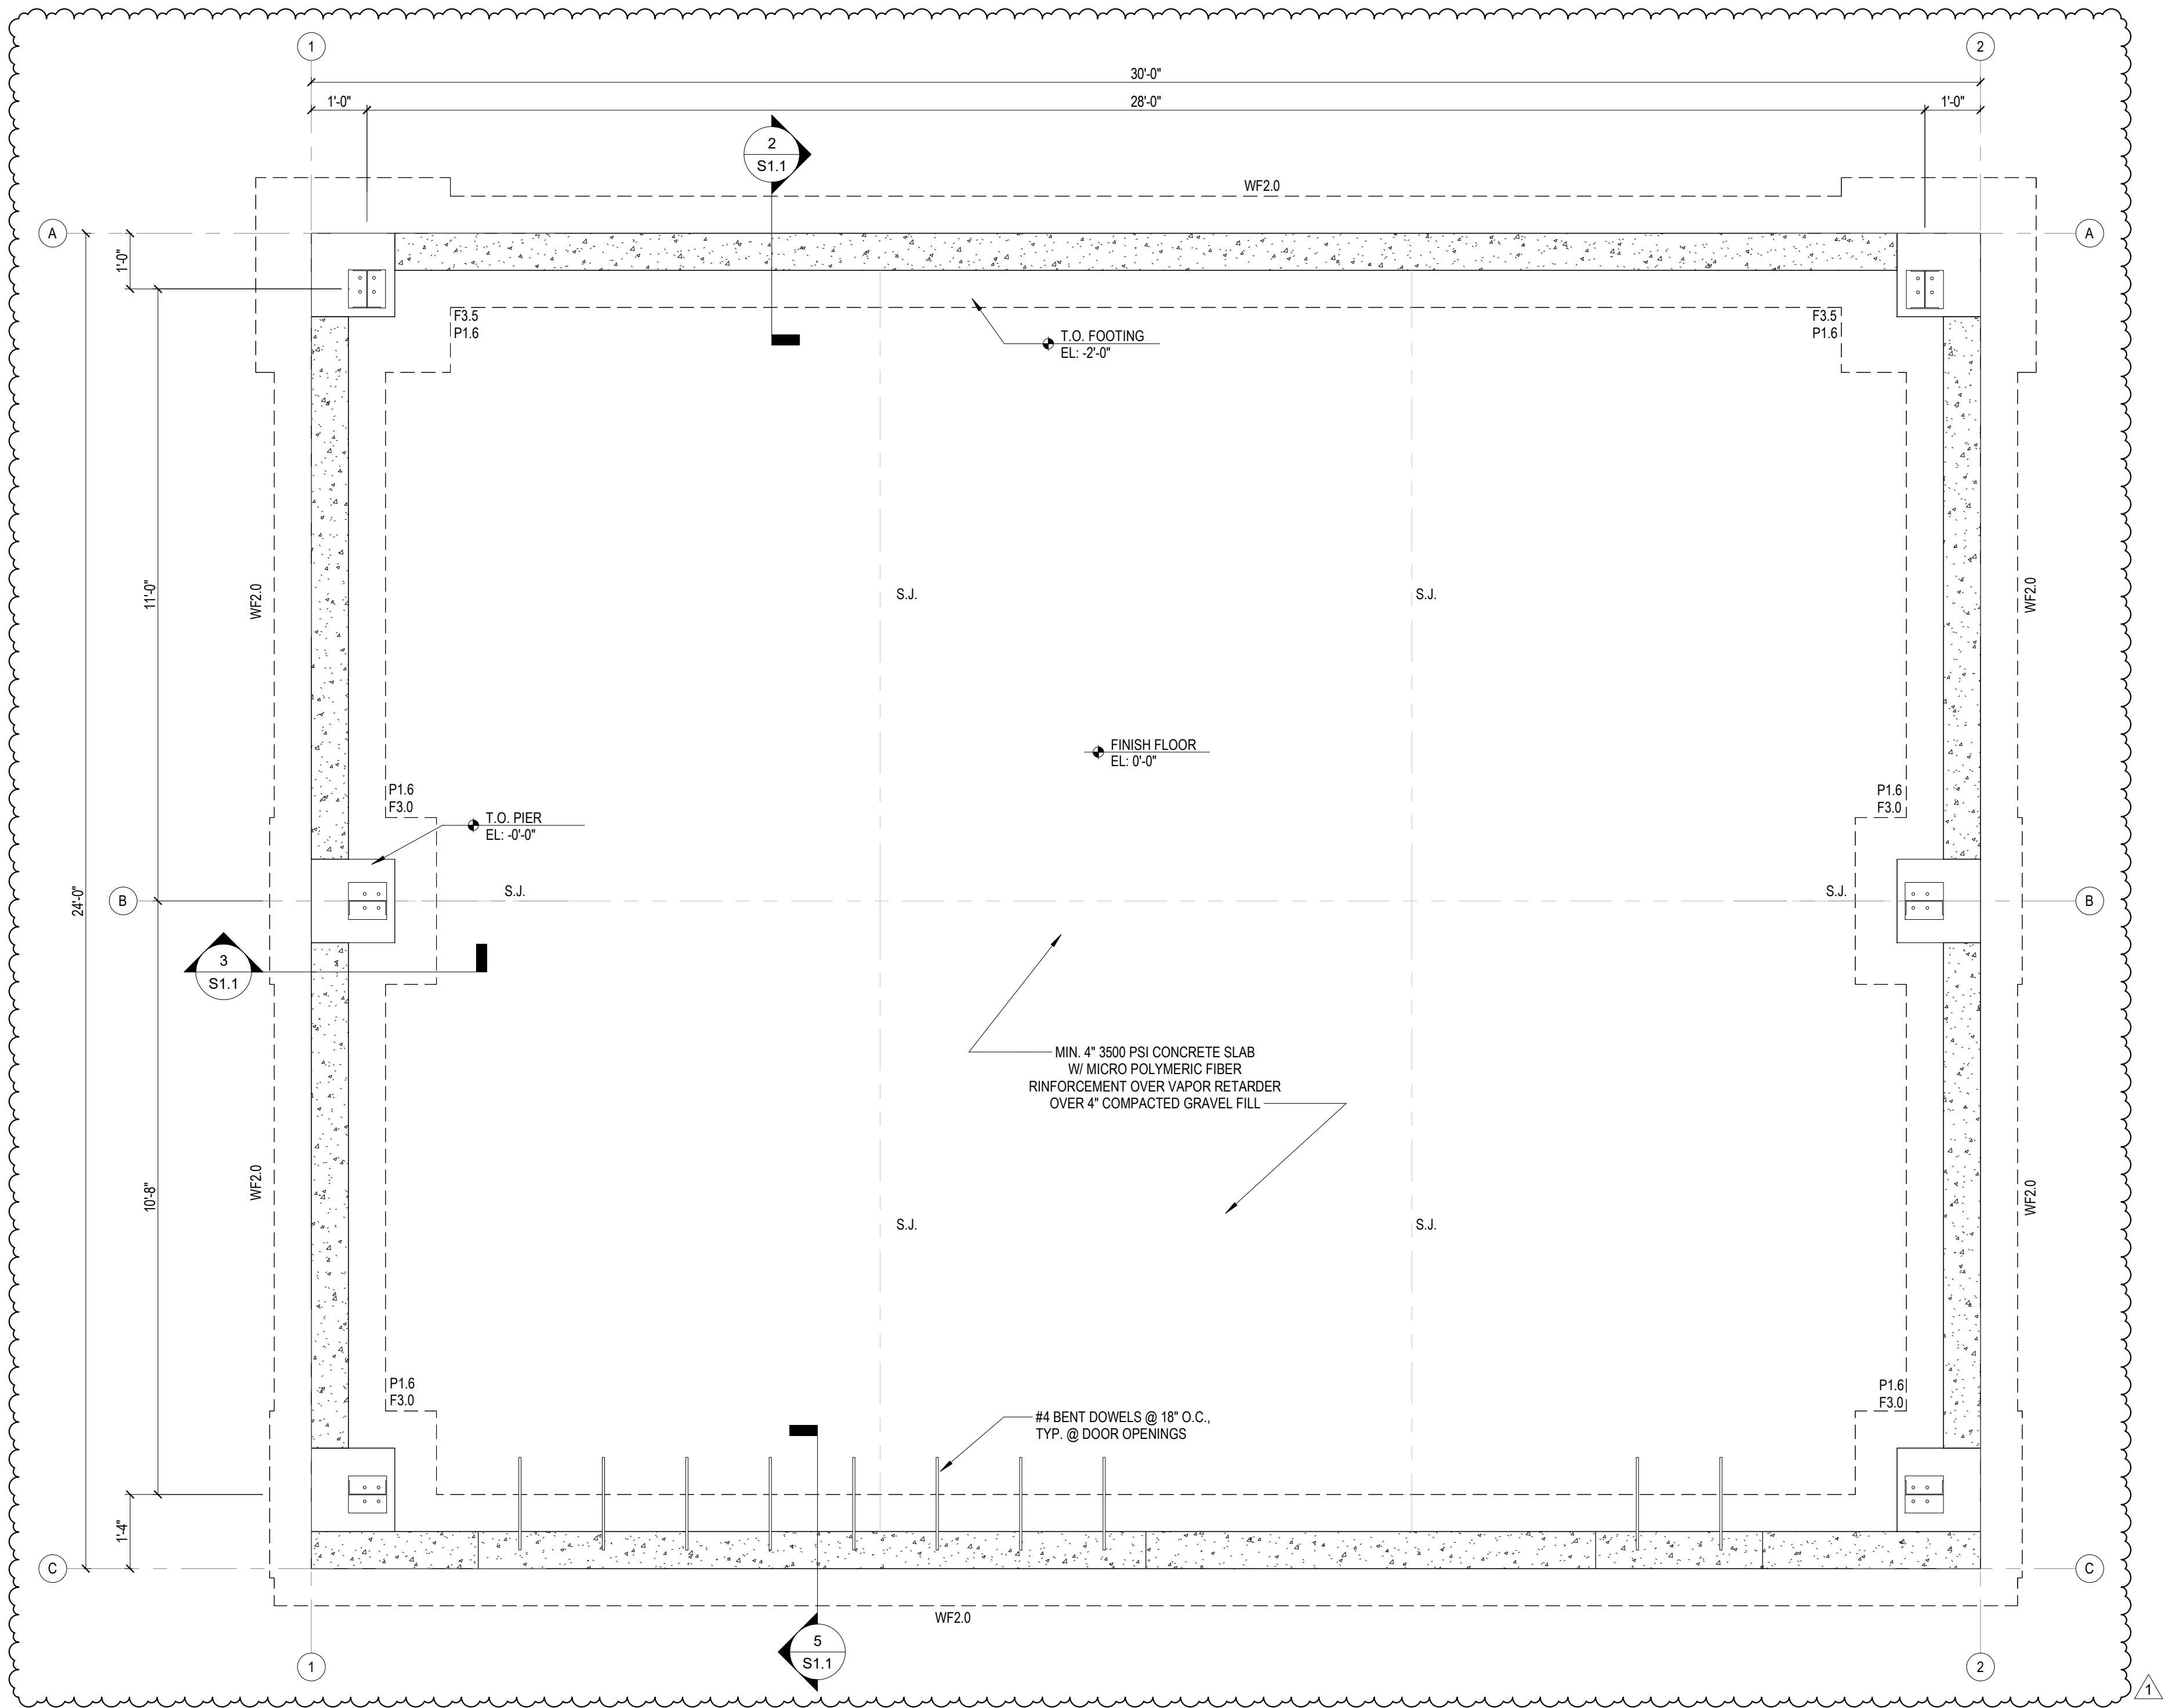 1
2
30'-0"
1'-0"
28'-0"
1'-0"
2
S1.1
WF2.0
A
A
1'-0"
F3.5
P1.6
F3.5
P1.6
T.O. FOOTING
EL: -2'-0"
11'-0"
WF2.0
S.J.
S.J.
WF2.0
FINISH FLOOR
EL: 0'-0"
P1.6
F3.0
P1.6
F3.0
T.O. PIER
EL: -0'-0"
24'-0"
B
S.J.
S.J.
B
3
S1.1
MIN. 4" 3500 PSI CONCRETE SLAB
W/ MICRO POLYMERIC FIBER
RINFORCEMENT OVER VAPOR RETARDER
OVER 4" COMPACTED GRAVEL FILL
10'-8"
WF2.0
WF2.0
S.J.
S.J.
P1.6
F3.0
P1.6
F3.0
#4 BENT DOWELS @ 18" O.C.,
TYP. @ DOOR OPENINGS
1'-4"
C
C
WF2.0
5
S1.1
1
2
1